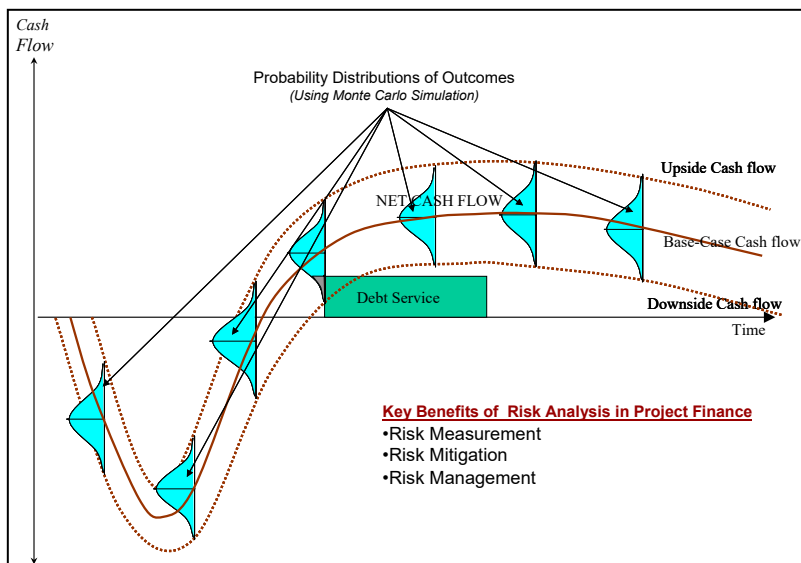 Cash
Flow
Probability Distributions of Outcomes
(Using Monte Carlo Simulation)
Upside Cash flow
NET CASH FLOW
Base-Case Cash flow
Debt Service
Downside Cash flow
Time
Key Benefits of Risk Analysis in Project Finance
•Risk Measurement
•Risk Mitigation
•Risk Management